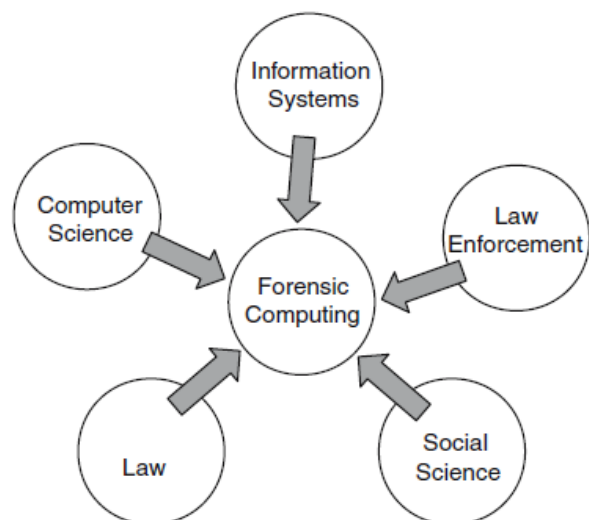 Information
Systems
Computer
Science
Law
Enforcement
Forensic
Computing
Law
Social
Science